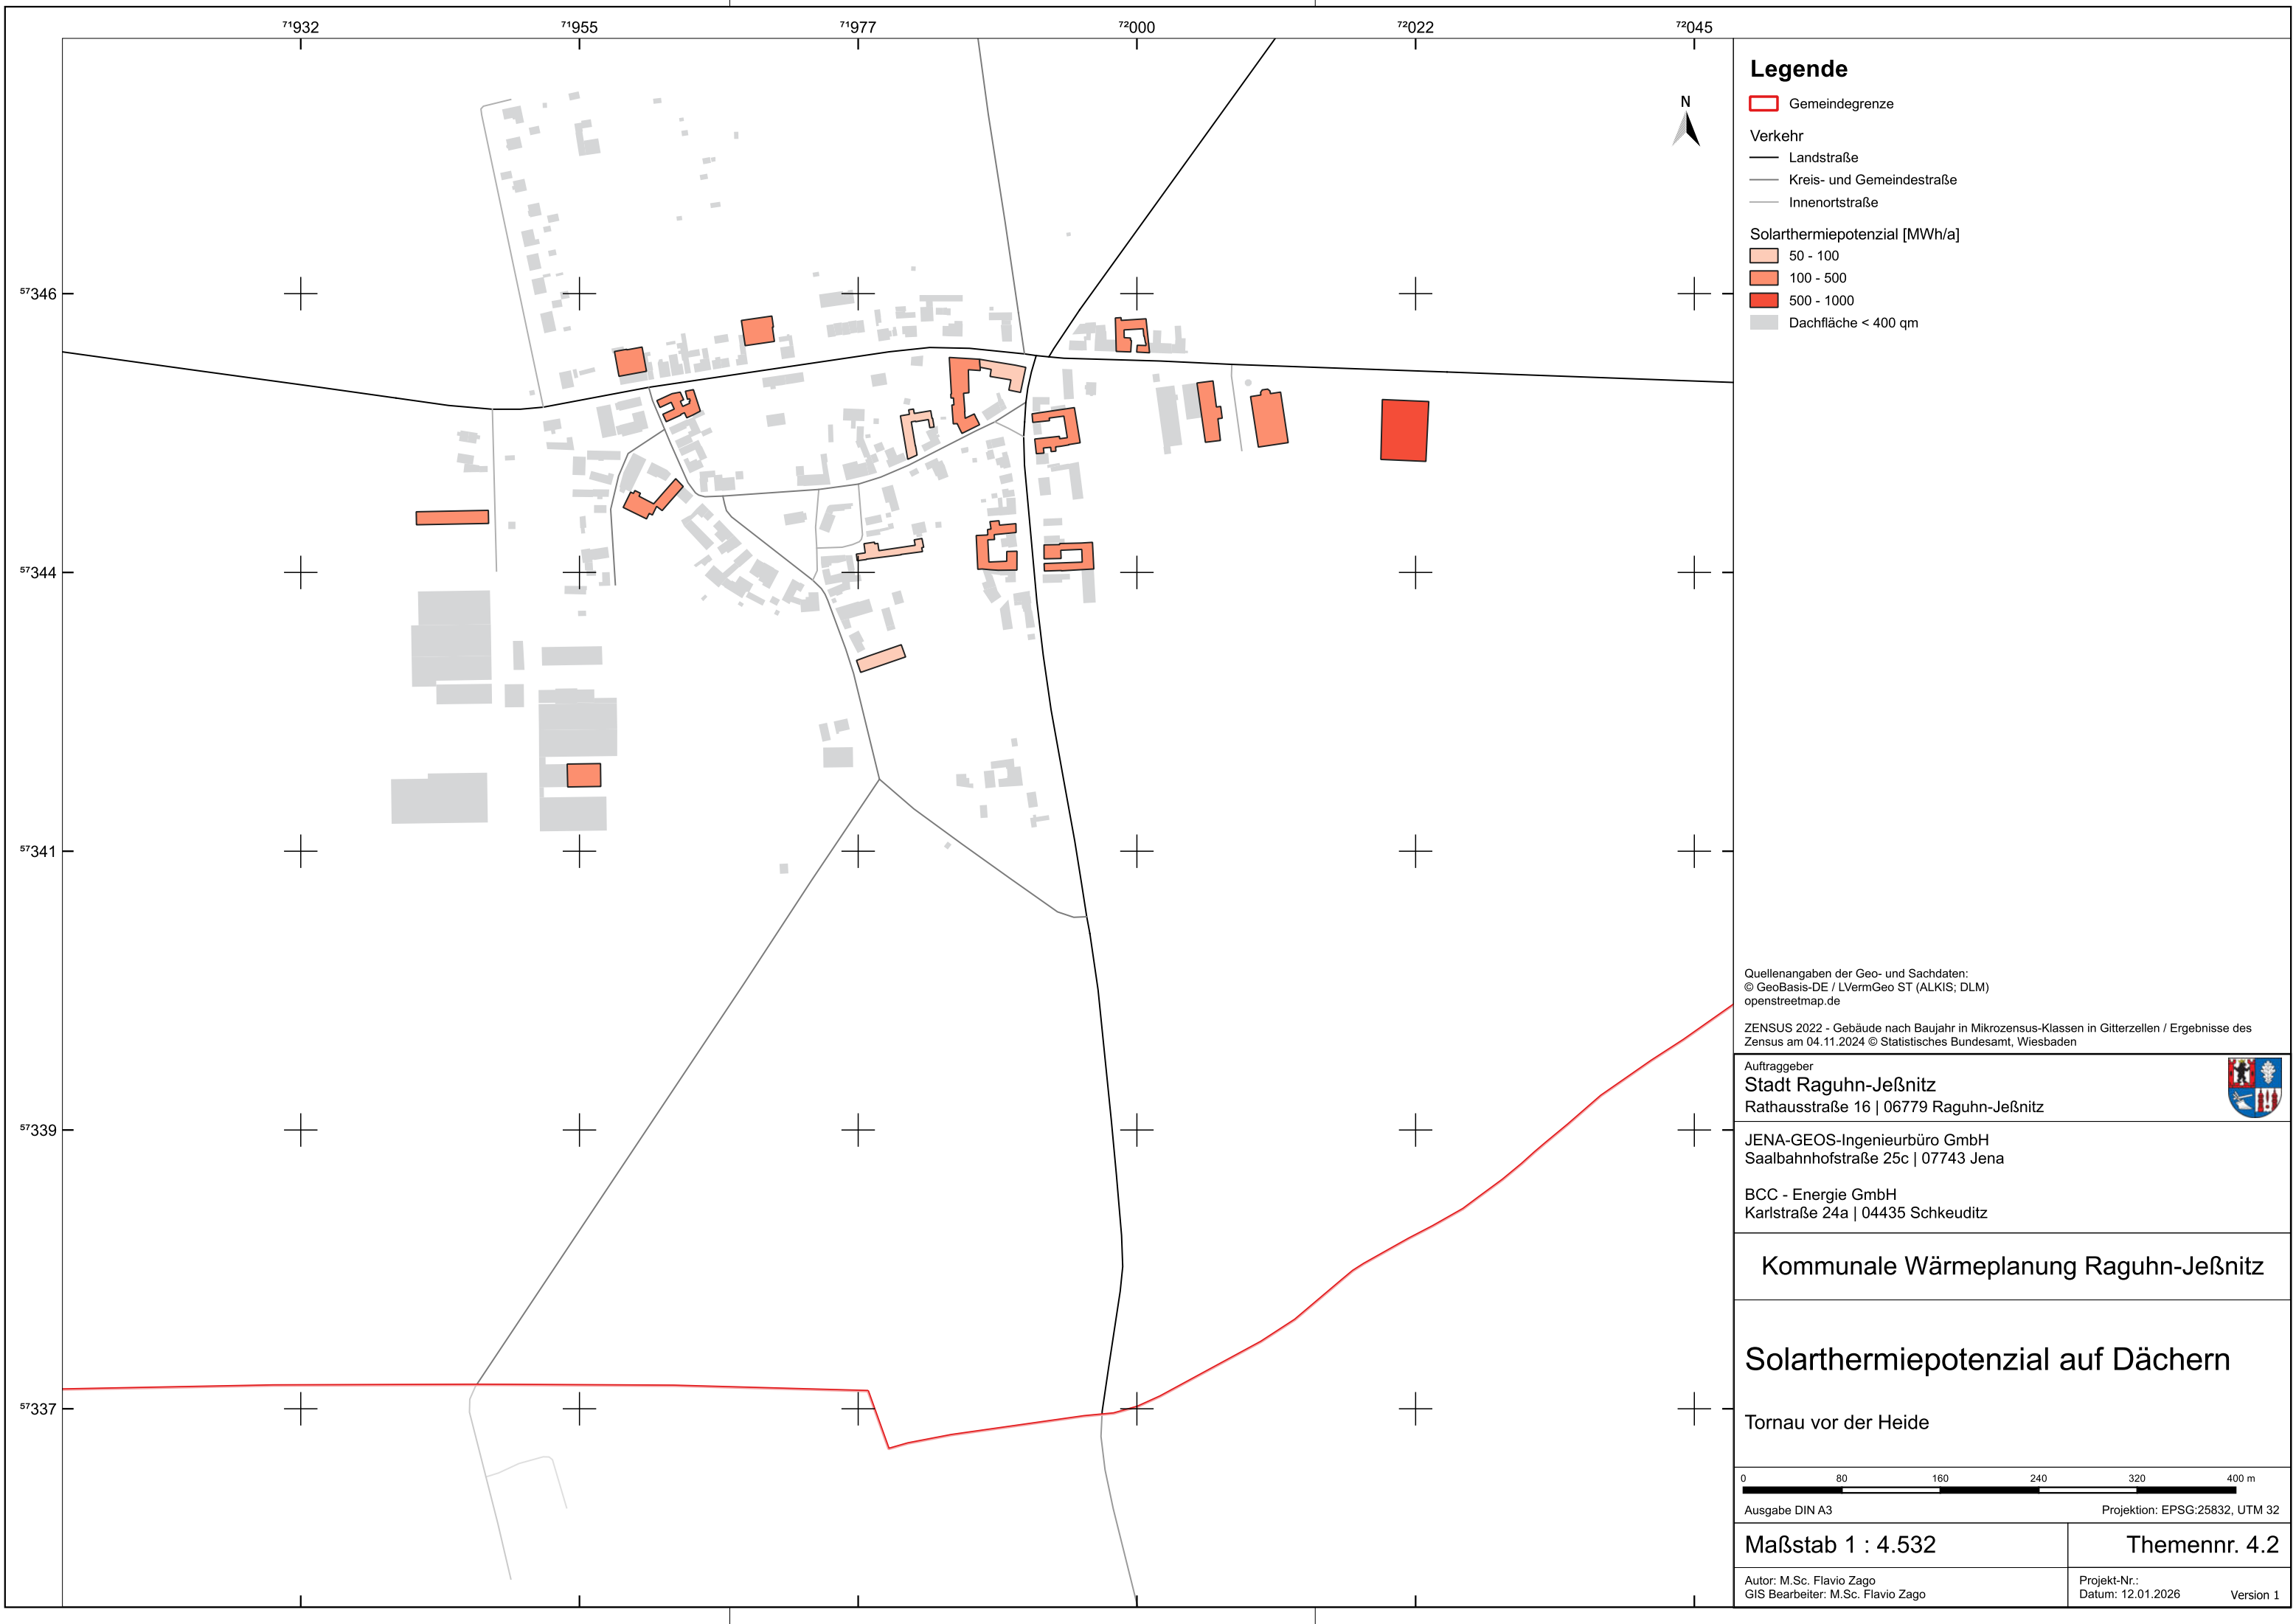 ⁷¹932 ⁷¹955 ⁷¹977 ⁷²000 ⁷²022 ⁷²045
⁵⁷346
⁵⁷344
⁵⁷341
⁵⁷339
⁵⁷337
N
Legende
Gemeindegrenze
Verkehr
Landstraße
Kreis- und Gemeindestraße
Innenortstraße
Solarthermiepotenzial [MWh/a]
50 - 100
100 - 500
500 - 1000
Dachfläche < 400 qm
Quellenangaben der Geo- und Sachdaten:
© GeoBasis-DE / LVermGeo ST (ALKIS; DLM)
openstreetmap.de
ZENSUS 2022 - Gebäude nach Baujahr in Mikrozensus-Klassen in Gitterzellen / Ergebnisse des
Zensus am 04.11.2024 © Statistisches Bundesamt, Wiesbaden
Auftraggeber
Stadt Raguhn-Jeßnitz
Rathausstraße 16 | 06779 Raguhn-Jeßnitz
JENA-GEOS-Ingenieurbüro GmbH
Saalbahnhofstraße 25c | 07743 Jena
BCC - Energie GmbH
Karlstraße 24a | 04435 Schkeuditz
Kommunale Wärmeplanung Raguhn-Jeßnitz
Solarthermiepotenzial auf Dächern
Tornau vor der Heide
0 80 160 240 320 400 m
Ausgabe DIN A3 Projektion: EPSG:25832, UTM 32
Maßstab 1 : 4.532 Themennr. 4.2
Autor: M.Sc. Flavio Zago Projekt-Nr.:
GIS Bearbeiter: M.Sc. Flavio Zago Datum: 12.01.2026 Version 1